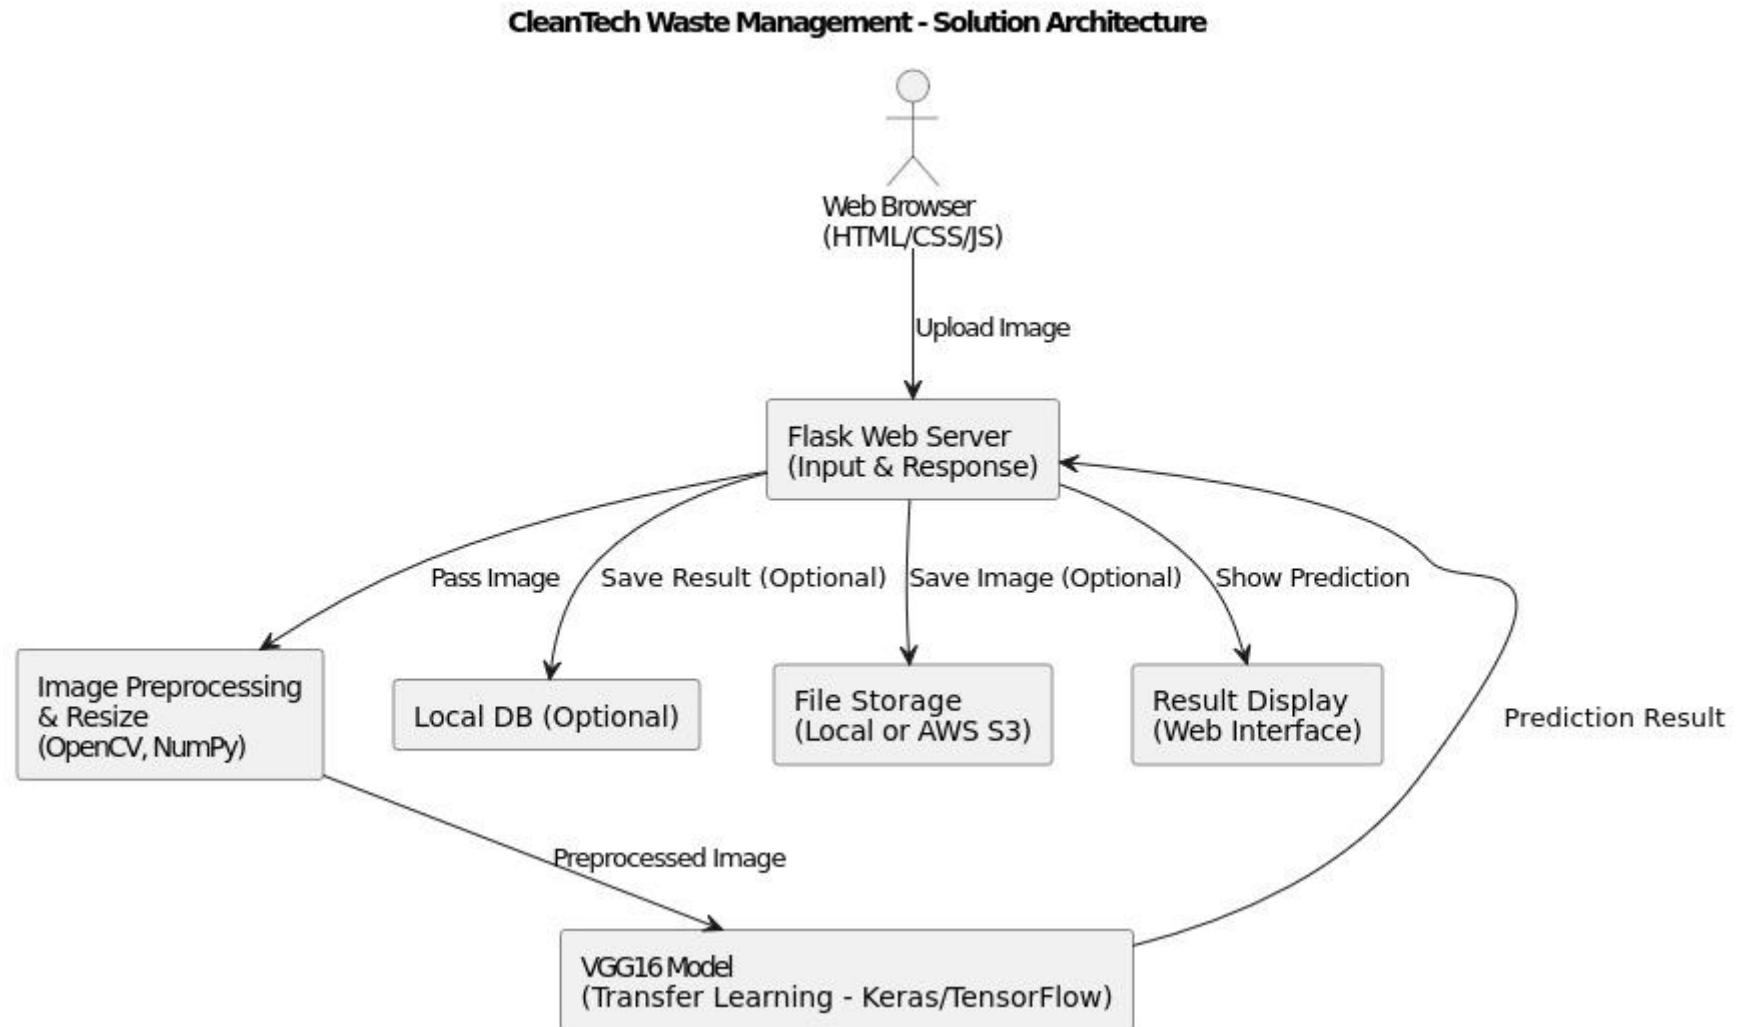 CleanTech Waste Management - Solution Architecture
Web Browser
(HTML/CSS/JS)
Upload Image
Flask Web Server
(Input & Response)
Pass Image
Save Result (Optional)
Save Image (Optional)
Show Prediction
Image Preprocessing
& Resize
(OpenCV, NumPy)
Local DB (Optional)
File Storage
(Local or AWS S3)
Result Display
(Web Interface)
Prediction Result
Preprocessed Image
VGG16 Model
(Transfer Learning - Keras/TensorFlow)